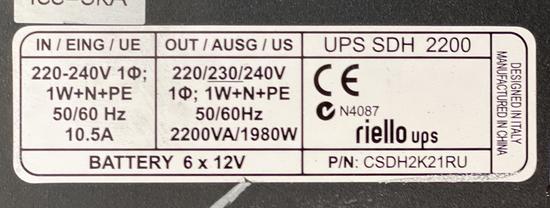 IN / EING / UE
220-240V 1Φ;
1W+N+PE
50/60 Hz
10.5A
OUT / AUSG / US
220/230/240V
1Φ; 1W+N+PE
50/60Hz
2200VA/1980W
BATTERY 6 x 12V
UPS SDH 2200
CE
N4087
riello ups
P/N: CSDH2K21RU
DESIGNED IN ITALY
MANUFACTURED IN CHINA